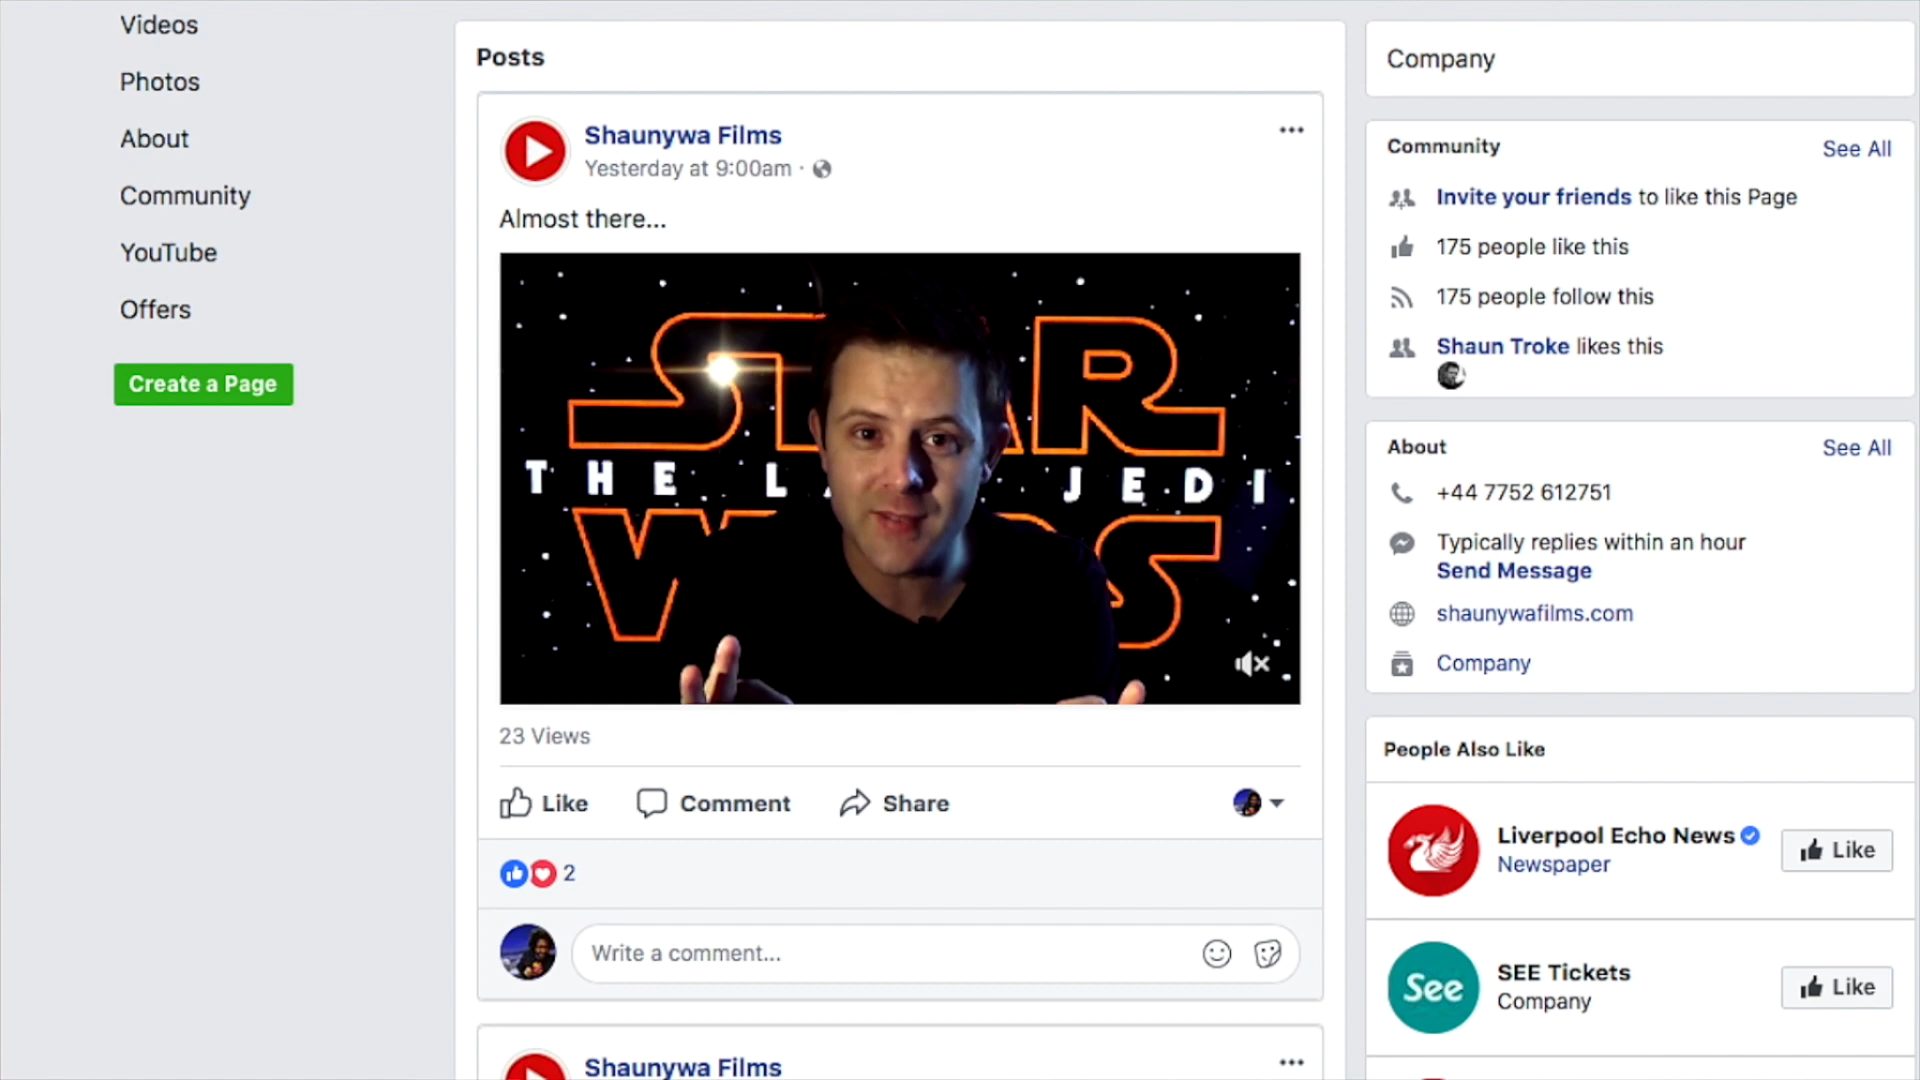 Videos
Photos
About
Community
YouTube
Offers
Create a Page
Posts
Shaunywa Films
Yesterday at 9:00am ·
Almost there...
STAR
THE L JEDI
WARS
23 Views
Like Comment Share
2
Write a comment...
Shaunywa Films
Company
Community See All
Invite your friends to like this Page
175 people like this
175 people follow this
Shaun Troke likes this
About See All
+44 7752 612751
Typically replies within an hour
Send Message
shaunywafilms.com
Company
People Also Like
Liverpool Echo News
Newspaper
Like
See
SEE Tickets
Company
Like